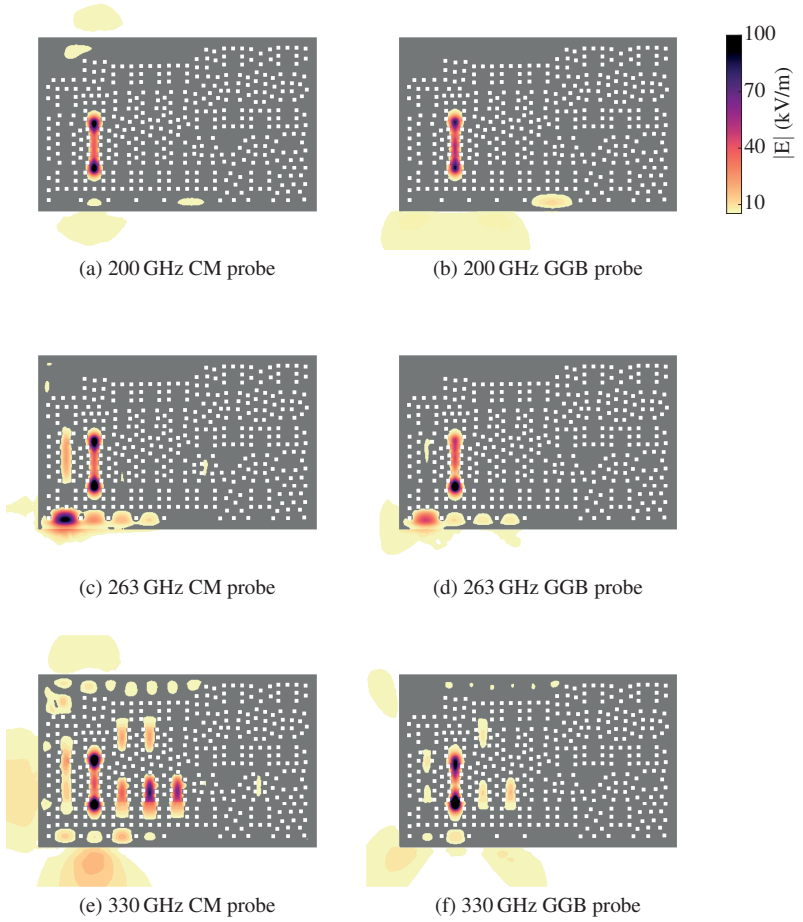 100
70
40
10
|E| (kV/m)
(a) 200 GHz CM probe
(b) 200 GHz GGB probe
(c) 263 GHz CM probe
(d) 263 GHz GGB probe
(e) 330 GHz CM probe
(f) 330 GHz GGB probe